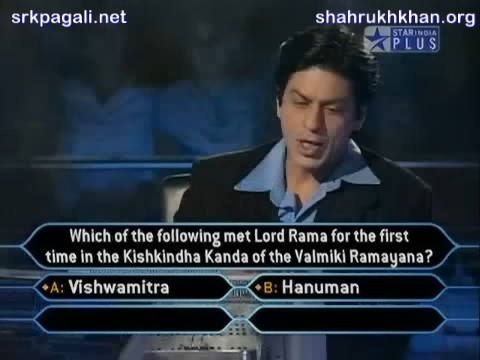 srkpagali.net
shahrukhkhan.org
STAR INDIA
PLUS
Which of the following met Lord Rama for the first
time in the Kishkindha Kanda of the Valmiki Ramayana?
A: Vishwamitra
B: Hanuman